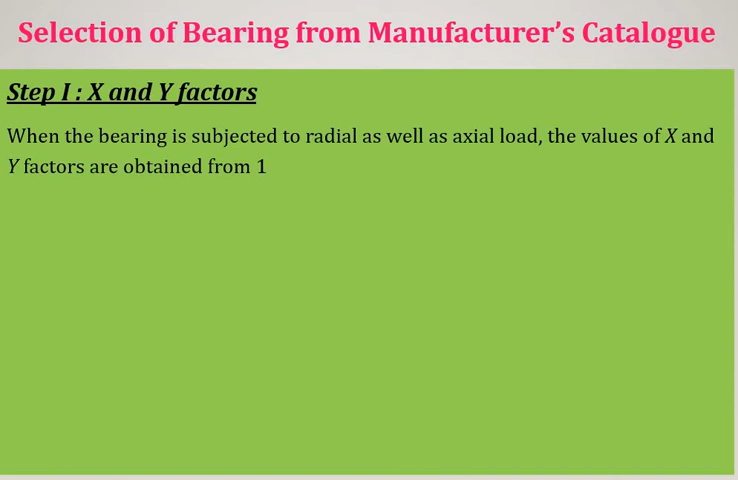 Selection of Bearing from Manufacturer’s Catalogue
Step I : X and Y factors
When the bearing is subjected to radial as well as axial load, the values of X and
Y factors are obtained from 1